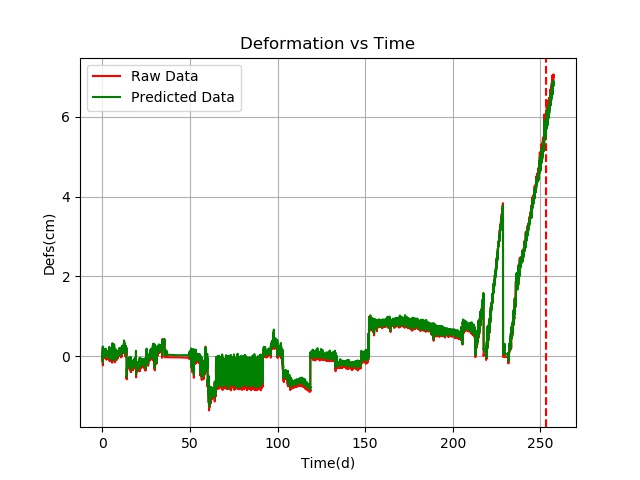 Deformation vs Time
Raw Data
Predicted Data
Defs(cm)
6
4
2
0
0 50 100 150 200 250
Time(d)